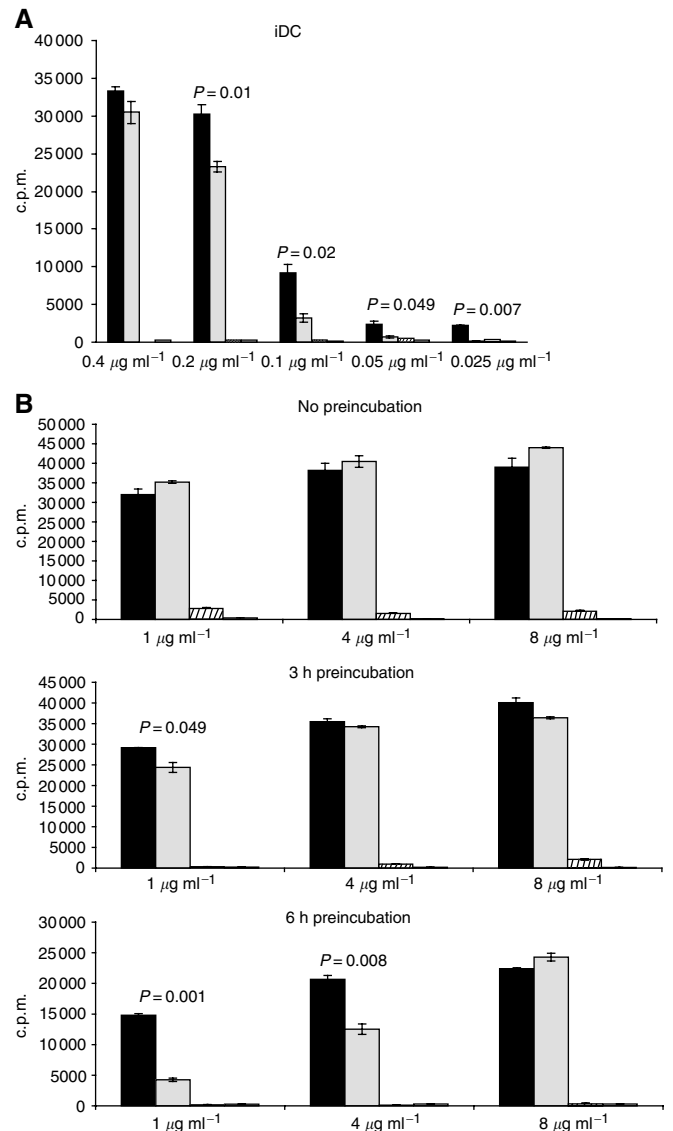 A
iDC
40 000
35 000
30 000
25 000
20 000
15 000
10 000
5000
0
c.p.m.
P = 0.01
P = 0.02
P = 0.049
P = 0.007
0.4 μg ml−1 0.2 μg ml−1 0.1 μg ml−1 0.05 μg ml−1 0.025 μg ml−1
B
No preincubation
50 000
45 000
40 000
35 000
30 000
25 000
20 000
15 000
10 000
5000
0
c.p.m.
1 μg ml−1 4 μg ml−1 8 μg ml−1
3 h preincubation
45 000
40 000
35 000
30 000
25 000
20 000
15 000
10 000
5000
0
c.p.m.
P = 0.049
1 μg ml−1 4 μg ml−1 8 μg ml−1
6 h preincubation
30 000
25 000
20 000
15 000
10 000
5000
0
c.p.m.
P = 0.001
P = 0.008
1 μg ml−1 4 μg ml−1 8 μg ml−1